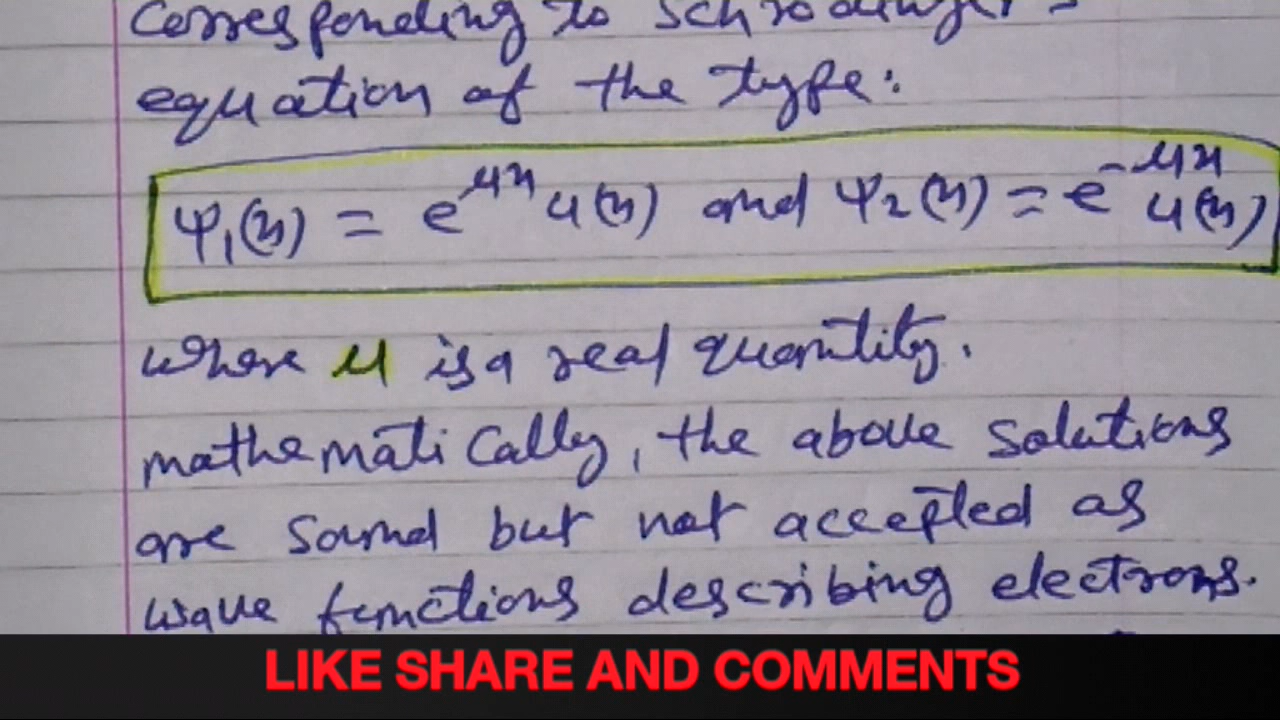 corresponding to Schrodinger's
equation of the type:
ψ₁(x) = e^μx u(x) and ψ₂(x) = e^-μx u(x)
where μ is a real quantity.
mathematically, the above solutions
are sound but not accepted as
wave functions describing electrons.
LIKE SHARE AND COMMENTS